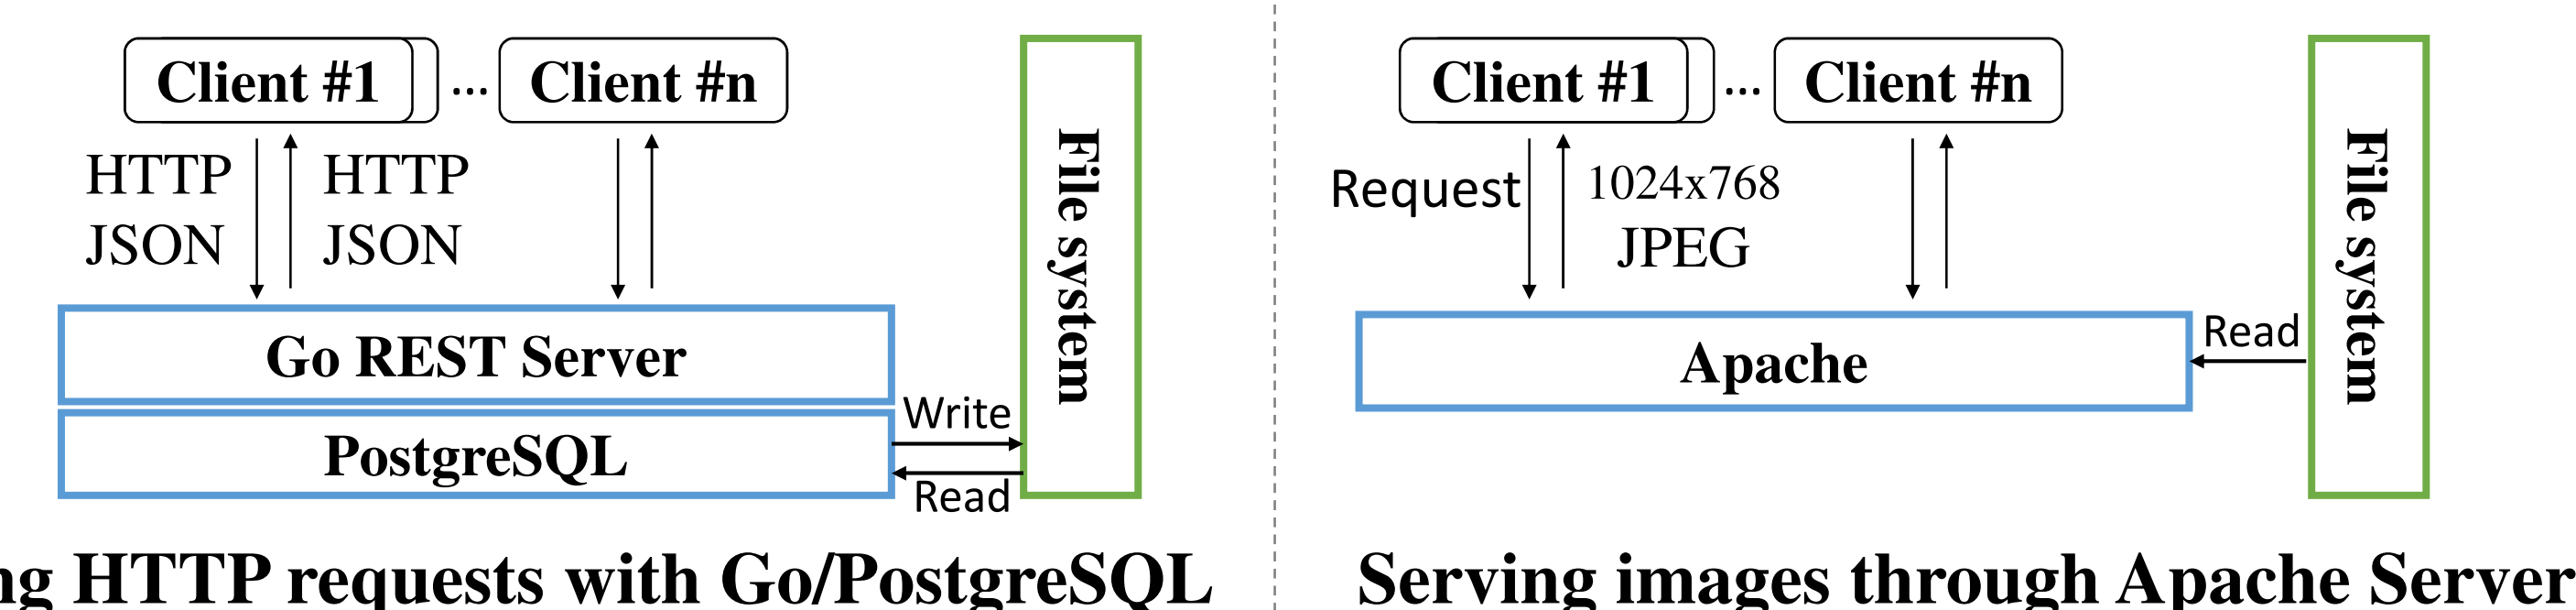 Client #1 ... Client #n
HTTP
JSON
HTTP
JSON
Go REST Server
PostgreSQL
Write
Read
File system
HTTP requests with Go/PostgreSQL
Client #1 ... Client #n
Request
1024x768
JPEG
Apache
Read
File system
Serving images through Apache Server